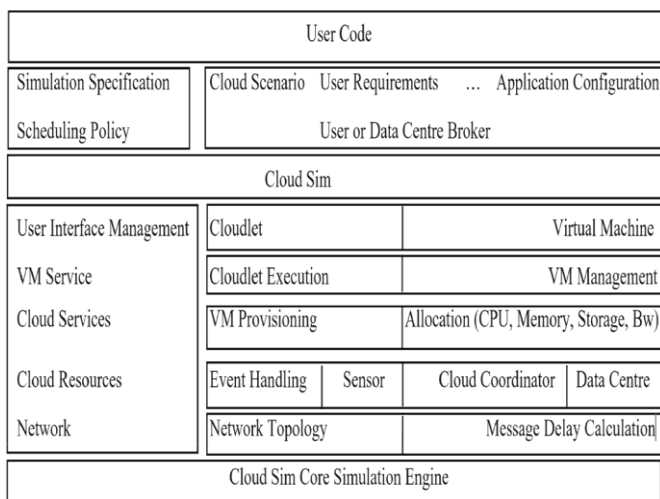 User Code
Simulation Specification Cloud Scenario User Requirements … Application Configuration
Scheduling Policy User or Data Centre Broker
Cloud Sim
User Interface Management Cloudlet Virtual Machine
VM Service Cloudlet Execution VM Management
Cloud Services VM Provisioning Allocation (CPU, Memory, Storage, Bw)
Cloud Resources Event Handling Sensor Cloud Coordinator Data Centre
Network Network Topology Message Delay Calculation
Cloud Sim Core Simulation Engine